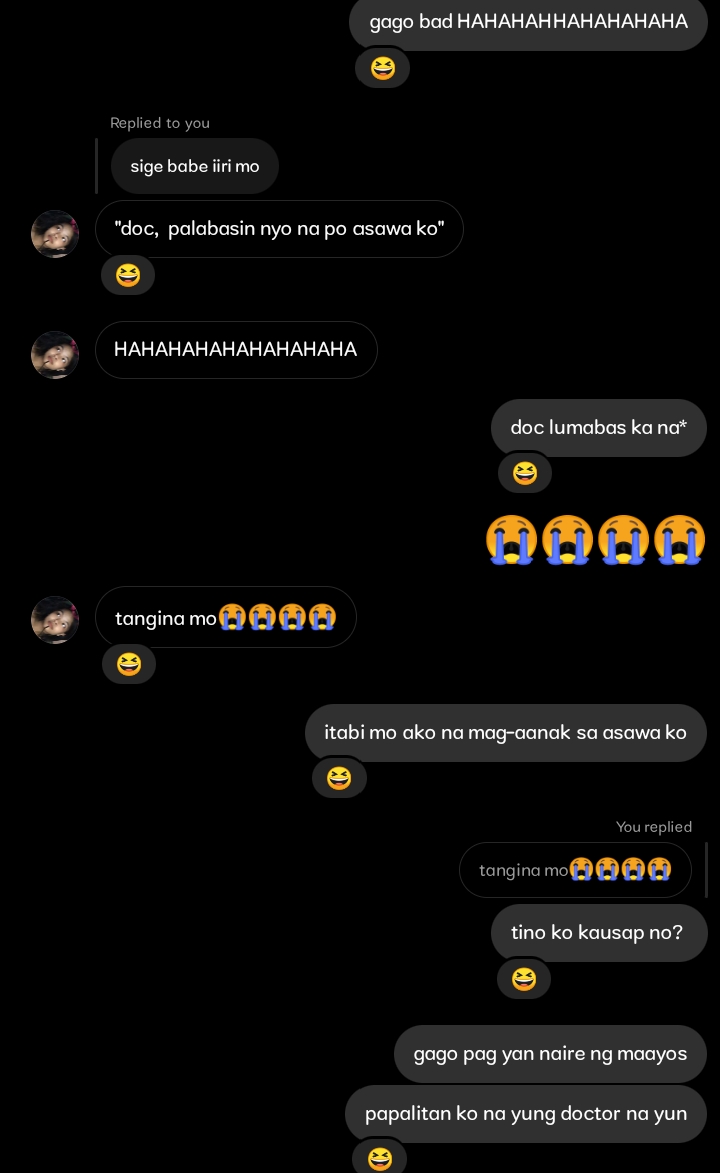 gago bad HAHAHAHHAHAHAHAHA
😆
Replied to you
sige babe iiri mo
"doc,  palabasin nyo na po asawa ko"
😆
HAHAHAHAHAHAHAHAHAHA
doc lumabas ka na*
😆
😭😭😭😭
tangina mo😭😭😭😭
😆
itabi mo ako na mag-aanak sa asawa ko
😆
You replied
tangina mo😭😭😭😭
tino ko kausap no?
😆
gago pag yan naire ng maayos
papalitan ko na yung doctor na yun
😆